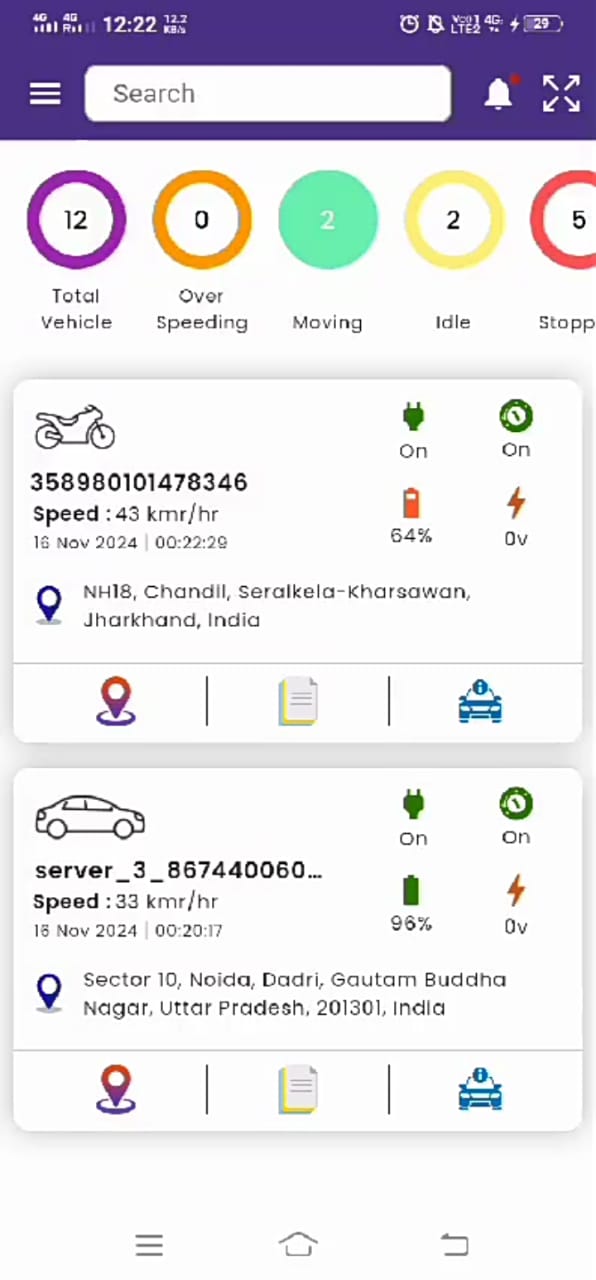 4G 4G R 12:22 12.2 KB/s 4G LTE2 29
Search
12 0 2 2 5
Total Vehicle
Over Speeding
Moving
Idle
Stopp
On On
358980101478346
Speed : 43 kmr/hr
64% 0v
16 Nov 2024 | 00:22:29
NH18, Chandil, Seraikela-Kharsawan,
Jharkhand, India
On On
server_3_867440060...
Speed : 33 kmr/hr
96% 0v
16 Nov 2024 | 00:20:17
Sector 10, Noida, Dadri, Gautam Buddha
Nagar, Uttar Pradesh, 201301, India